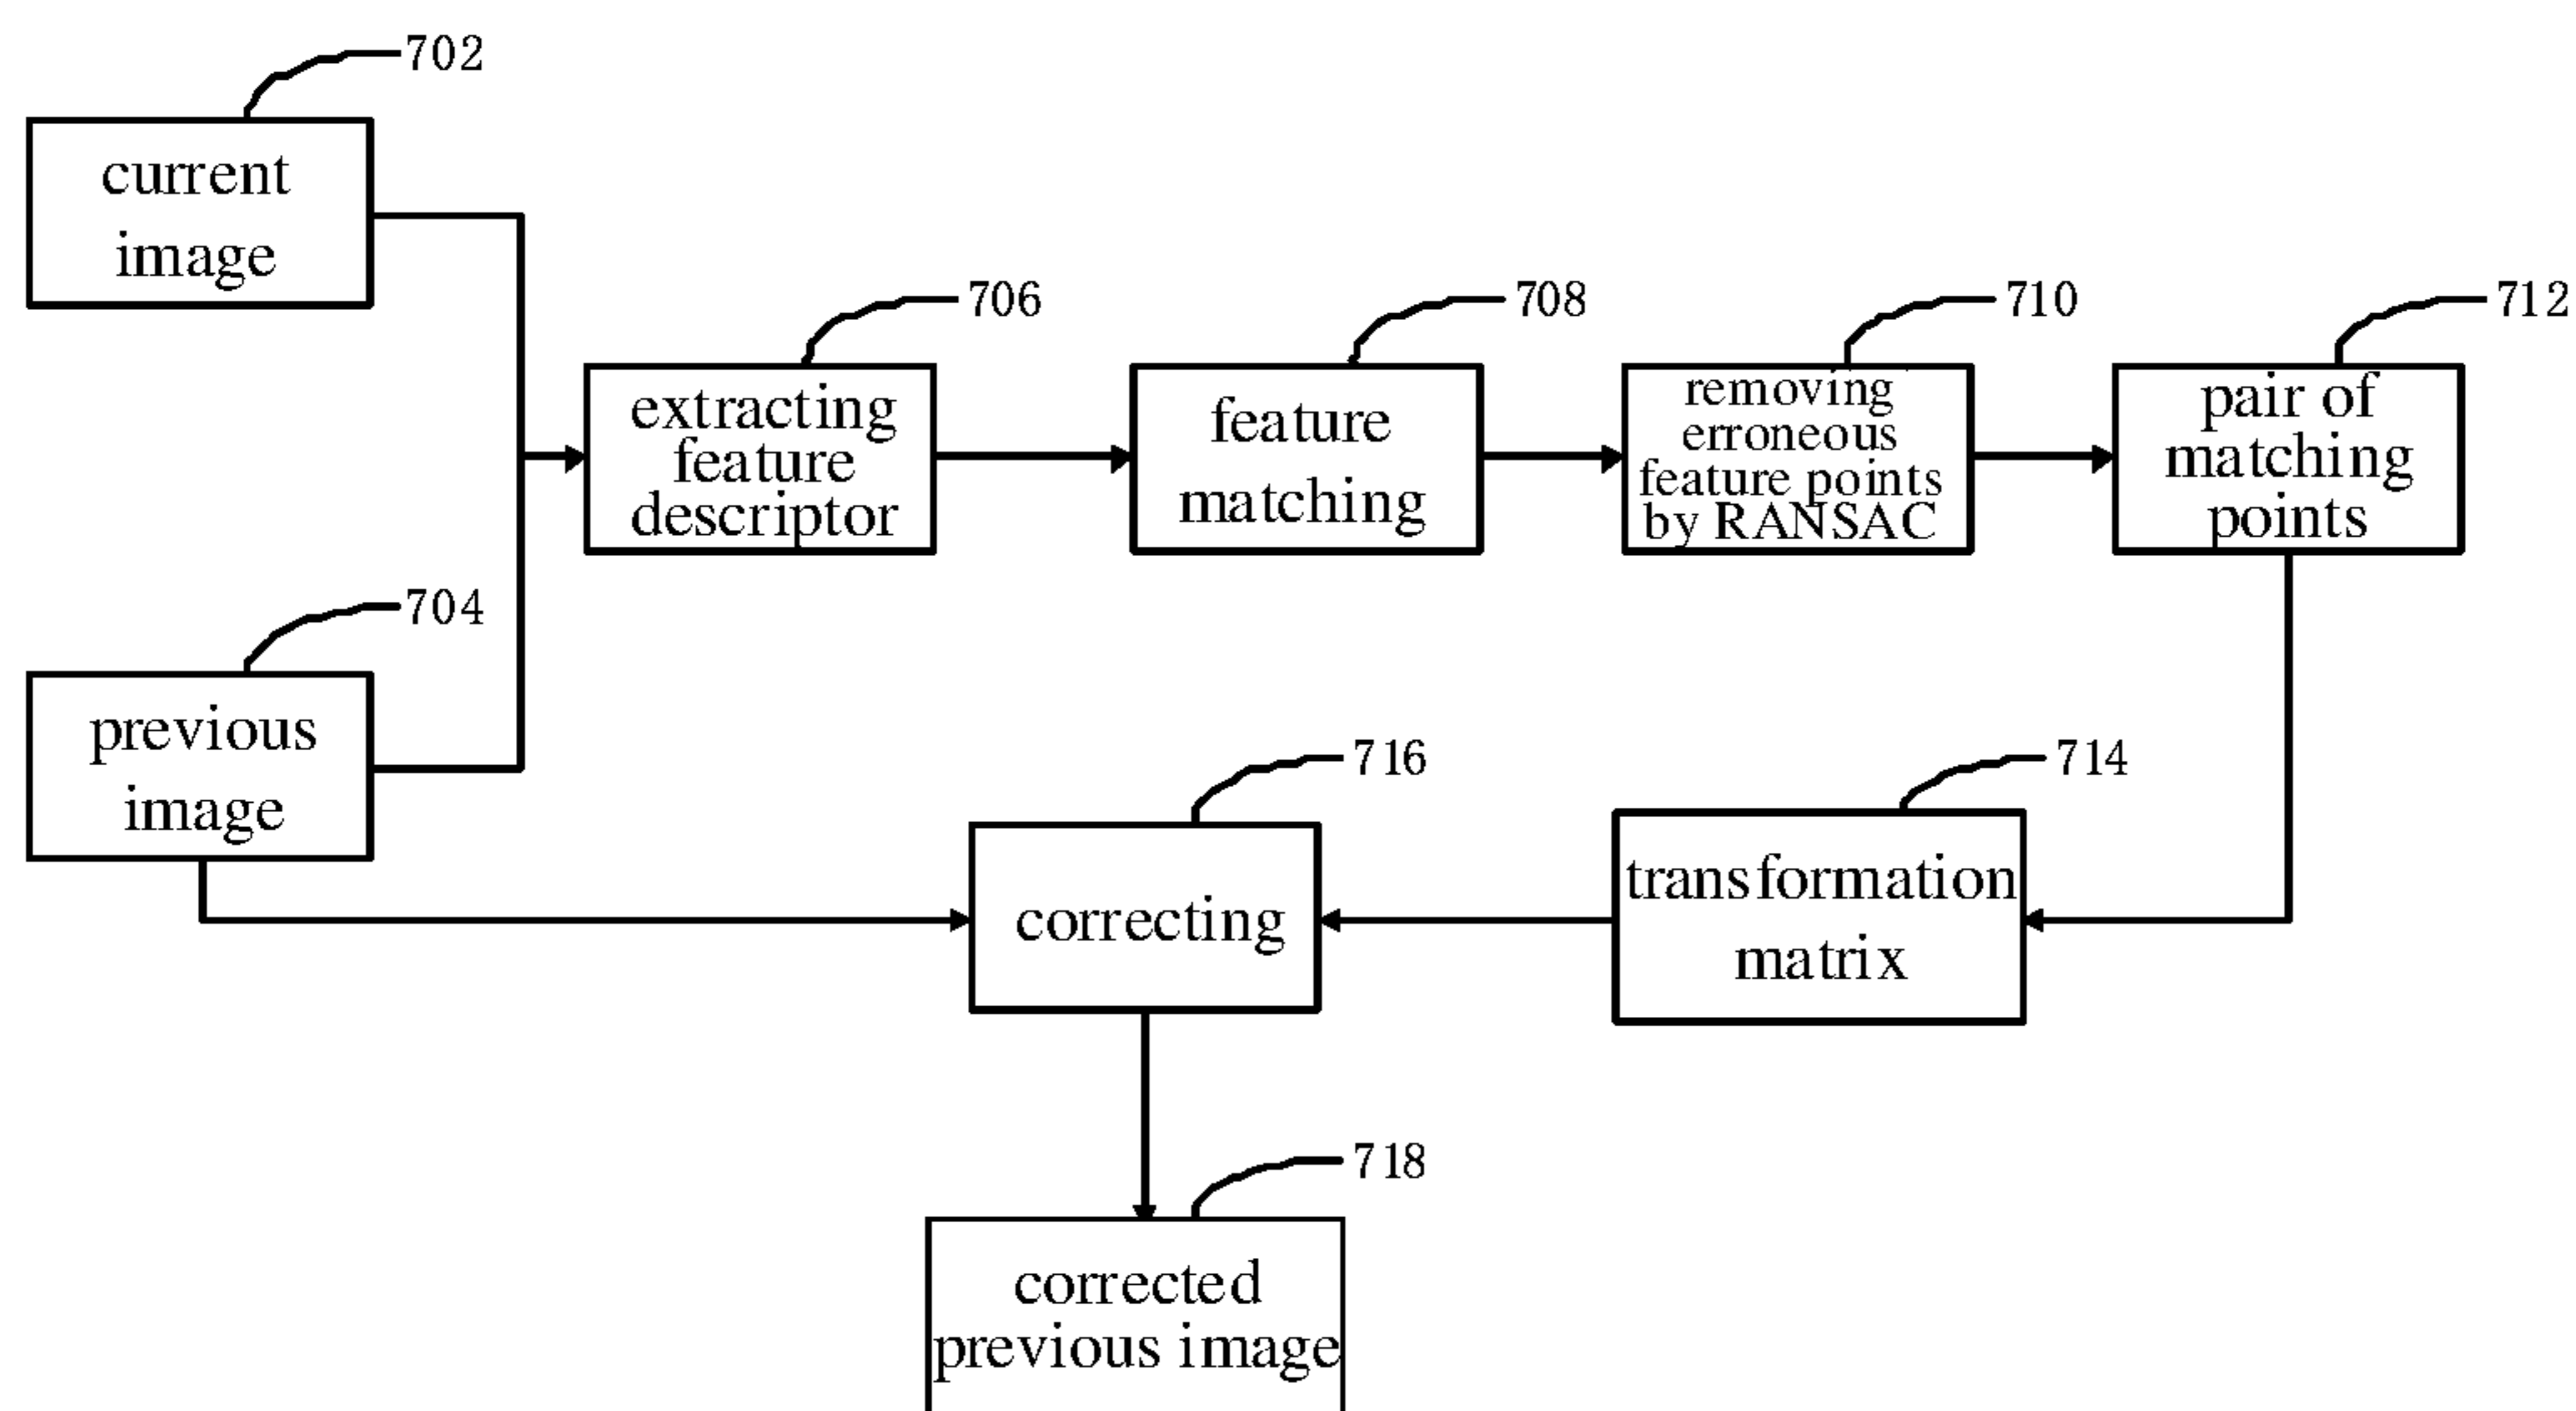 702
current
image
706
extracting
feature
descriptor
708
feature
matching
710
removing
erroneous
feature points
by RANSAC
712
pair of
matching
points
704
previous
image
716
correcting
714
transformation
matrix
718
corrected
previous image